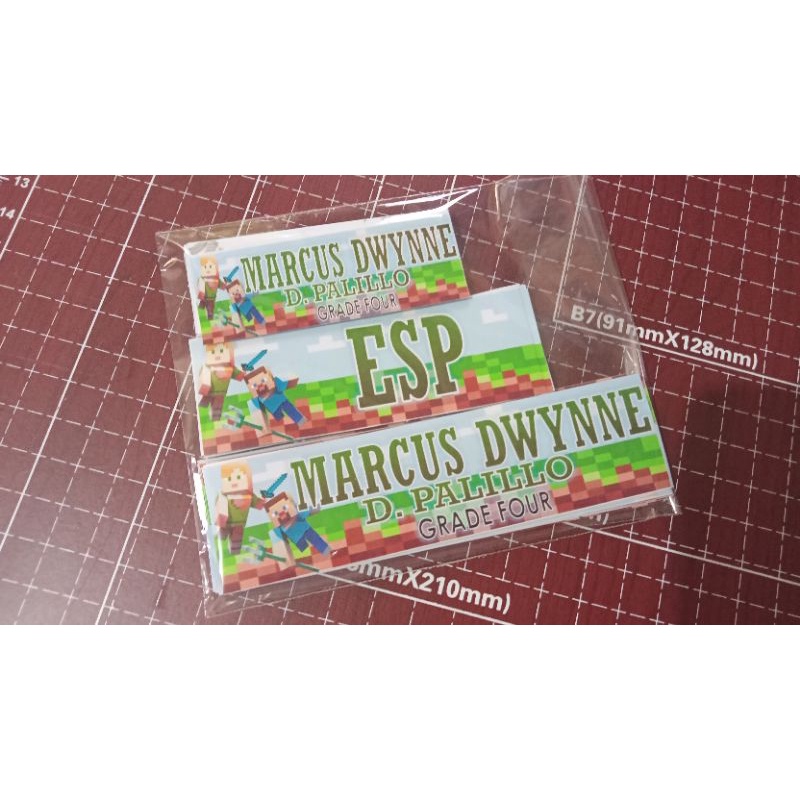 13
14
MARCUS DWYNNE
D. PALILLO
GRADE FOUR
B7(91mmX128mm)
ESP
MARCUS DWYNNE
D. PALILLO
GRADE FOUR
mmX210mm)